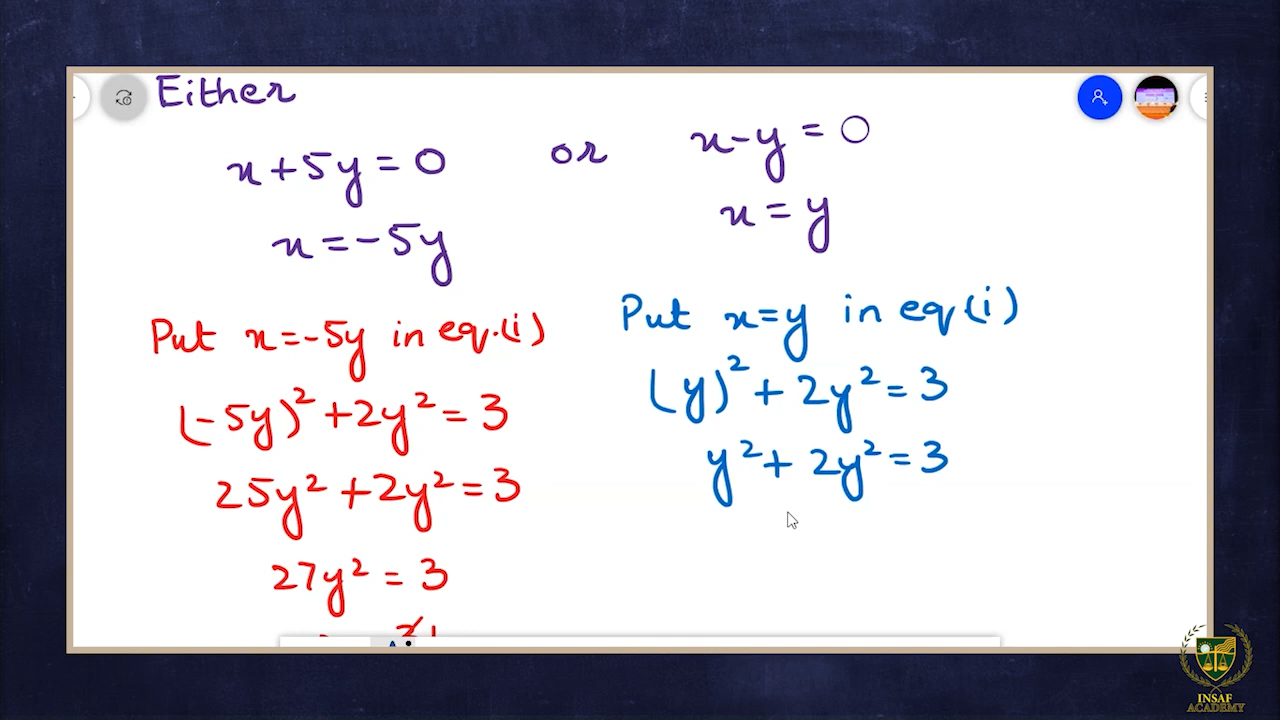 Either
x+5y=0 or x-y=0
x=-5y
x=y
Put x=-5y in eq.(i)
(-5y)²+2y²=3
25y²+2y²=3
27y²=3
Put x=y in eq(i)
(y)²+2y²=3
y²+2y²=3
INSAF
ACADEMY